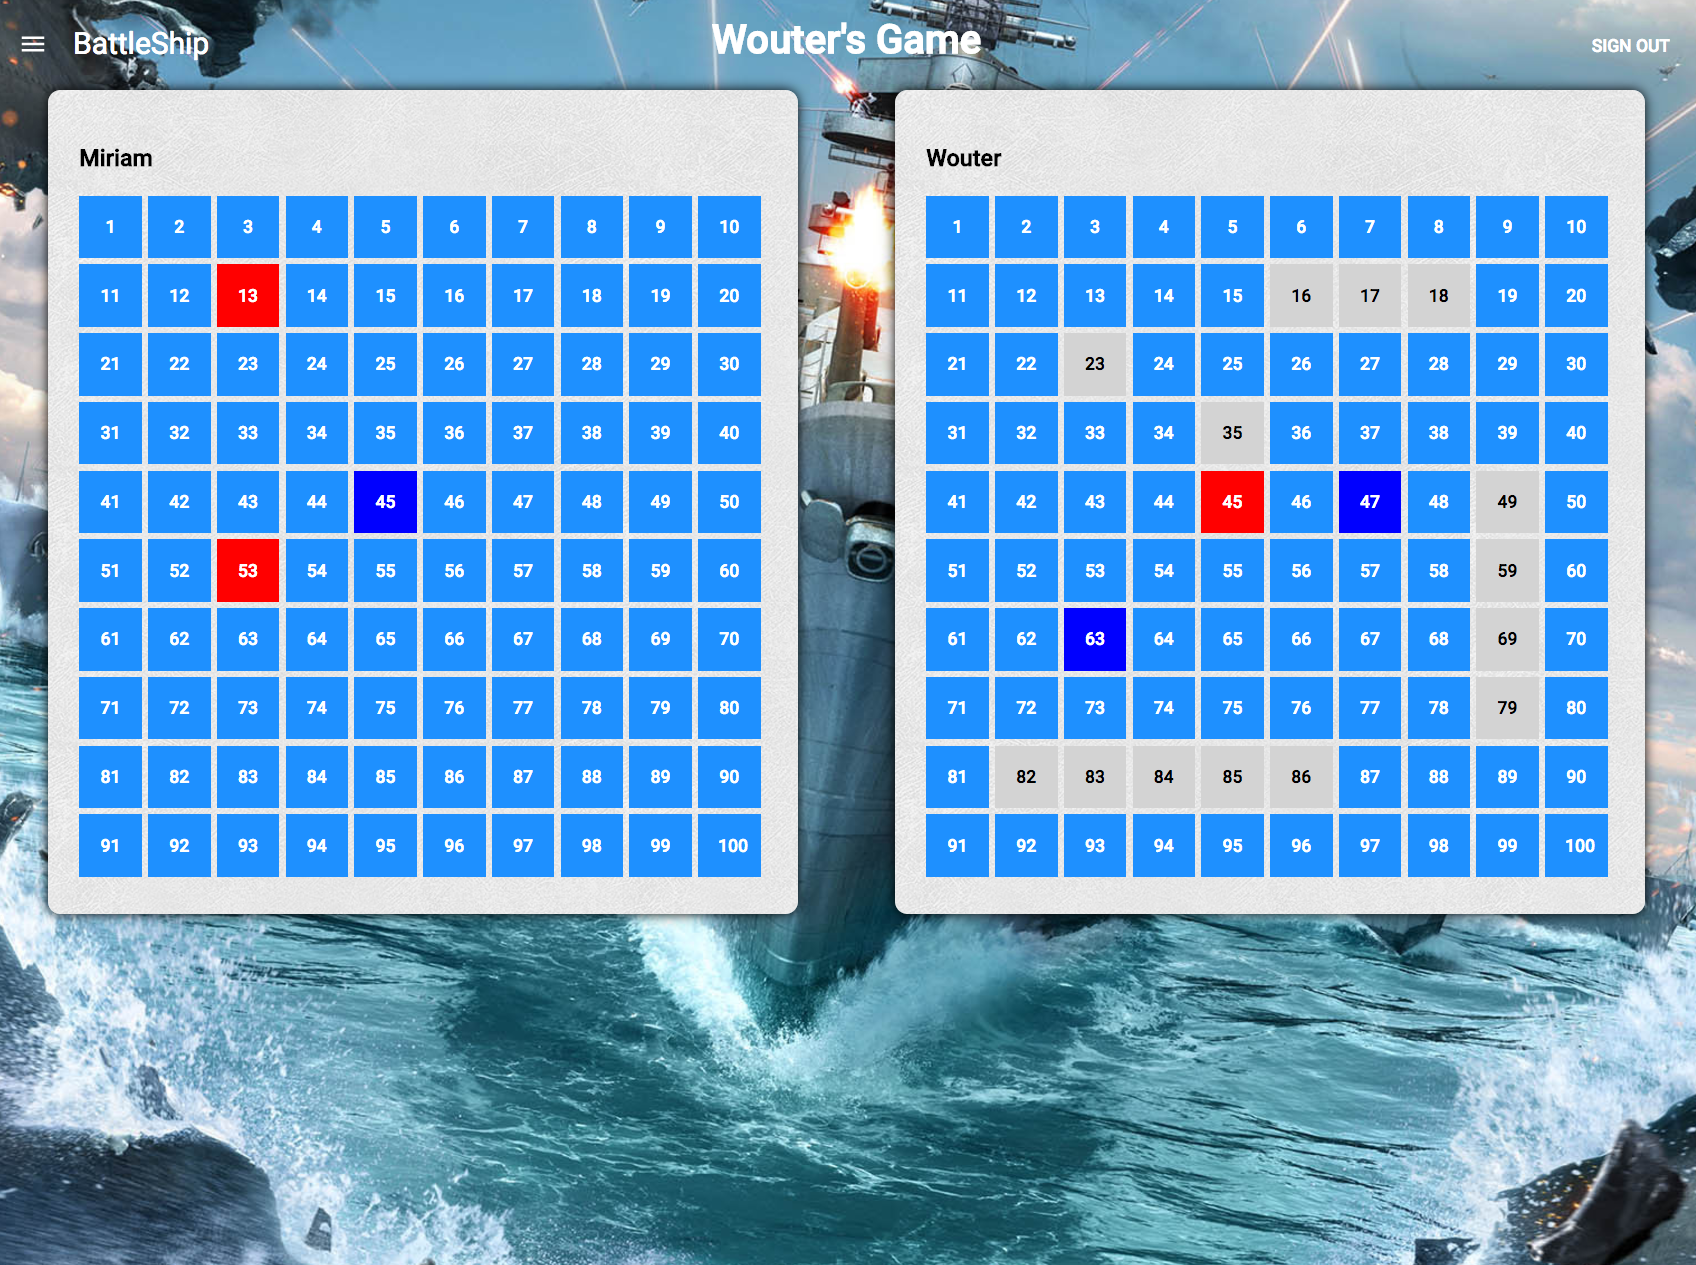 BattleShip
Wouter's Game
SIGN OUT
Miriam
1 2 3 4 5 6 7 8 9 10
11 12 13 14 15 16 17 18 19 20
21 22 23 24 25 26 27 28 29 30
31 32 33 34 35 36 37 38 39 40
41 42 43 44 45 46 47 48 49 50
51 52 53 54 55 56 57 58 59 60
61 62 63 64 65 66 67 68 69 70
71 72 73 74 75 76 77 78 79 80
81 82 83 84 85 86 87 88 89 90
91 92 93 94 95 96 97 98 99 100
Wouter
1 2 3 4 5 6 7 8 9 10
11 12 13 14 15 16 17 18 19 20
21 22 23 24 25 26 27 28 29 30
31 32 33 34 35 36 37 38 39 40
41 42 43 44 45 46 47 48 49 50
51 52 53 54 55 56 57 58 59 60
61 62 63 64 65 66 67 68 69 70
71 72 73 74 75 76 77 78 79 80
81 82 83 84 85 86 87 88 89 90
91 92 93 94 95 96 97 98 99 100